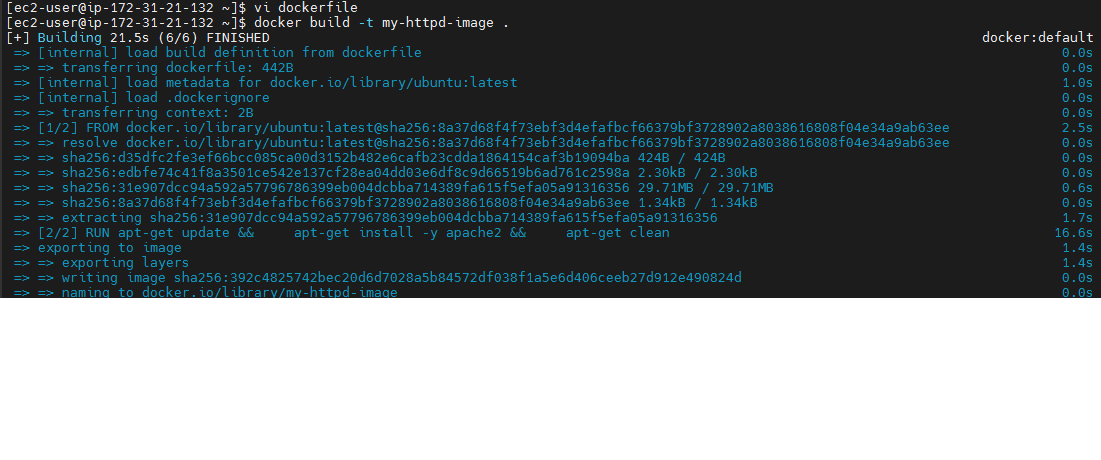 [ec2-user@ip-172-31-21-132 ~]$ vi dockerfile
[ec2-user@ip-172-31-21-132 ~]$ docker build -t my-httpd-image .
[+] Building 21.5s (6/6) FINISHED docker:default
=> [internal] load build definition from dockerfile 0.0s
=> => transferring dockerfile: 442B 0.0s
=> [internal] load metadata for docker.io/library/ubuntu:latest 1.0s
=> [internal] load .dockerignore 0.0s
=> => transferring context: 2B 0.0s
=> [1/2] FROM docker.io/library/ubuntu:latest@sha256:8a37d68f4f73ebf3d4efafbcf66379bf3728902a8038616808f04e34a9ab63ee 2.5s
=> => resolve docker.io/library/ubuntu:latest@sha256:8a37d68f4f73ebf3d4efafbcf66379bf3728902a8038616808f04e34a9ab63ee 0.0s
=> => sha256:d35dfc2fe3ef66bcc085ca00d3152b482e6cafb23cdda1864154caf3b19094ba 424B / 424B 0.0s
=> => sha256:edbfe74c41f8a3501ce542e137cf28ea04dd03e6df8c9d66519b6ad761c2598a 2.30kB / 2.30kB 0.0s
=> => sha256:31e907dcc94a592a57796786399eb004dcbba714389fa615f5efa05a91316356 29.71MB / 29.71MB 0.6s
=> => sha256:8a37d68f4f73ebf3d4efafbcf66379bf3728902a8038616808f04e34a9ab63ee 1.34kB / 1.34kB 0.0s
=> => extracting sha256:31e907dcc94a592a57796786399eb004dcbba714389fa615f5efa05a91316356 1.7s
=> [2/2] RUN apt-get update &&     apt-get install -y apache2 &&     apt-get clean 16.6s
=> exporting to image 1.4s
=> => exporting layers 1.4s
=> => writing image sha256:392c4825742bec20d6d7028a5b84572df038f1a5e6d406ceeb27d912e490824d 0.0s
=> => naming to docker.io/library/my-httpd-image 0.0s